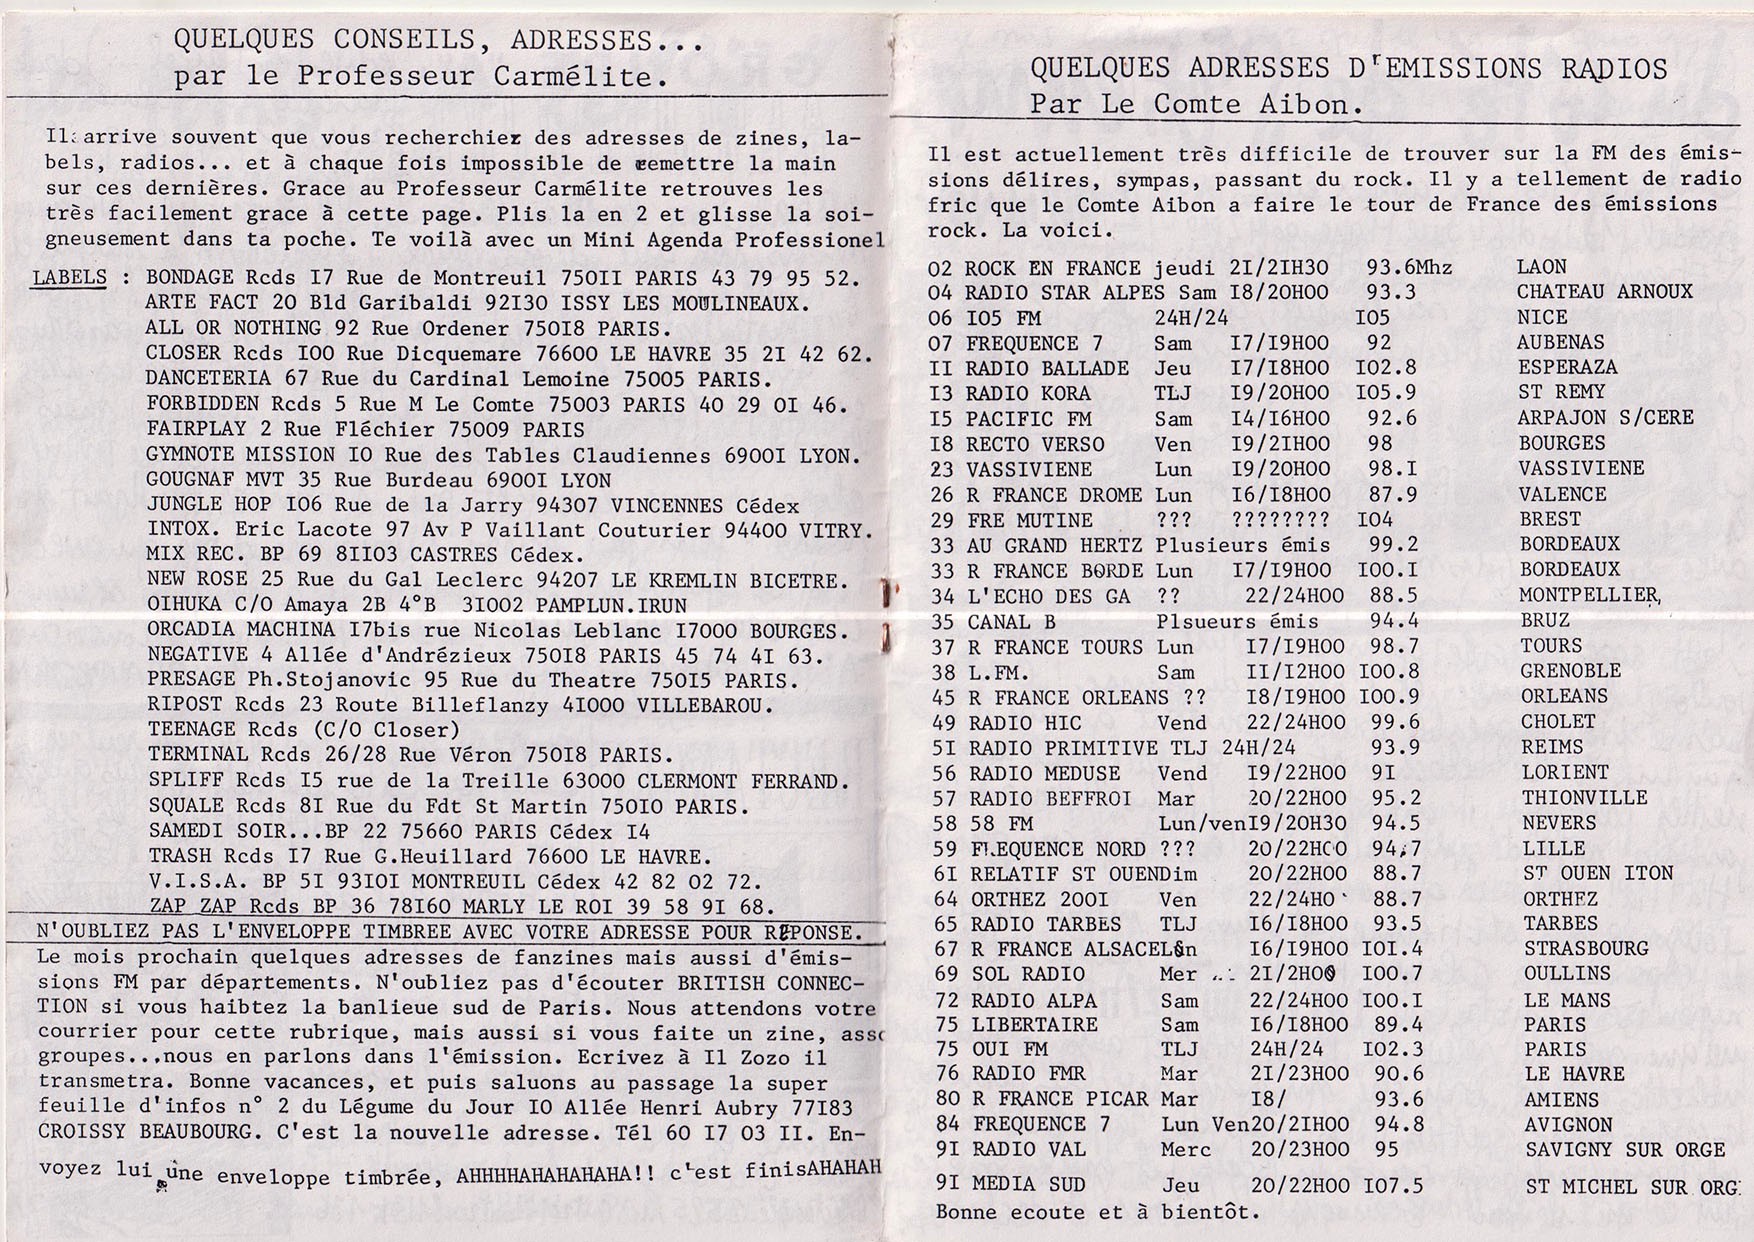 QUELQUES CONSEILS, ADRESSES...
par le Professeur Carmélite.
Il arrive souvent que vous recherchiez des adresses de zines, la-
bels, radios... et à chaque fois impossible de remettre la main
sur ces dernières. Grace au Professeur Carmélite retrouves les
très facilement grace à cette page. Plis la en 2 et glisse la soi-
gneusement dans ta poche. Te voilà avec un Mini Agenda Professionel
LABELS : BONDAGE Rcds I7 Rue de Montreuil 750II PARIS 43 79 95 52.
ARTE FACT 20 Bld Garibaldi 92I30 ISSY LES MOULINEAUX.
ALL OR NOTHING 92 Rue Ordener 750I8 PARIS.
CLOSER Rcds I00 Rue Dicquemare 76600 LE HAVRE 35 2I 42 62.
DANCETERIA 67 Rue du Cardinal Lemoine 75005 PARIS.
FORBIDDEN Rcds 5 Rue M Le Comte 75003 PARIS 40 29 0I 46.
FAIRPLAY 2 Rue Fléchier 75009 PARIS
GYMNOTE MISSION I0 Rue des Tables Claudiennes 6900I LYON.
GOUGNAF MVT 35 Rue Burdeau 6900I LYON
JUNGLE HOP I06 Rue de la Jarry 94307 VINCENNES Cédex
INTOX. Eric Lacote 97 Av P Vaillant Couturier 94400 VITRY.
MIX REC. BP 69 8II03 CASTRES Cédex.
NEW ROSE 25 Rue du Gal Leclerc 94207 LE KREMLIN BICETRE.
OIHUKA C/O Amaya 2B 4°B 3I002 PAMPLUN.IRUN
ORCADIA MACHINA I7bis rue Nicolas Leblanc I7000 BOURGES.
NEGATIVE 4 Allée d'Andrézieux 750I8 PARIS 45 74 4I 63.
PRESAGE Ph.Stojanovic 95 Rue du Theatre 750I5 PARIS.
RIPOST Rcds 23 Route Billeflanzy 4I000 VILLEBAROU.
TEENAGE Rcds (C/O Closer)
TERMINAL Rcds 26/28 Rue Véron 750I8 PARIS.
SPLIFF Rcds I5 rue de la Treille 63000 CLERMONT FERRAND.
SQUALE Rcds 8I Rue du Fdt St Martin 750I0 PARIS.
SAMEDI SOIR...BP 22 75660 PARIS Cédex I4
TRASH Rcds I7 Rue G.Heuillard 76600 LE HAVRE.
V.I.S.A. BP 5I 93I0I MONTREUIL Cédex 42 82 02 72.
ZAP ZAP Rcds BP 36 78I60 MARLY LE ROI 39 58 9I 68.
N'OUBLIEZ PAS L'ENVELOPPE TIMBREE AVEC VOTRE ADRESSE POUR REPONSE.
Le mois prochain quelques adresses de fanzines mais aussi d'émis-
sions FM par départements. N'oubliez pas d'écouter BRITISH CONNEC-
TION si vous haibtez la banlieue sud de Paris. Nous attendons votre
courrier pour cette rubrique, mais aussi si vous faite un zine, asso
groupes...nous en parlons dans l'émission. Ecrivez à Il Zozo il
transmetra. Bonne vacances, et puis saluons au passage la super
feuille d'infos n° 2 du Légume du Jour I0 Allée Henri Aubry 77I83
CROISSY BEAUBOURG. C'est la nouvelle adresse. Tél 60 I7 03 II. En-
voyez lui une enveloppe timbrée, AHHHHAHAHAHAHA!! c'est finisAHAHAH
QUELQUES ADRESSES D'EMISSIONS RADIOS
Par Le Comte Aibon.
Il est actuellement très difficile de trouver sur la FM des émis-
sions délires, sympas, passant du rock. Il y a tellement de radio
fric que le Comte Aibon a faire le tour de France des émissions
rock. La voici.
02 ROCK EN FRANCE jeudi 2I/2IH30 93.6Mhz LAON
04 RADIO STAR ALPES Sam I8/20H00 93.3 CHATEAU ARNOUX
06 I05 FM 24H/24 I05 NICE
07 FREQUENCE 7 Sam I7/I9H00 92 AUBENAS
II RADIO BALLADE Jeu I7/I8H00 I02.8 ESPERAZA
I3 RADIO KORA TLJ I9/20H00 I05.9 ST REMY
I5 PACIFIC FM Sam I4/I6H00 92.6 ARPAJON S/CERE
I8 RECTO VERSO Ven I9/2IH00 98 BOURGES
23 VASSIVIENE Lun I9/20H00 98.I VASSIVIENE
26 R FRANCE DROME Lun I6/I8H00 87.9 VALENCE
29 FRE MUTINE ??? ???????? I04 BREST
33 AU GRAND HERTZ Plusieurs émis 99.2 BORDEAUX
33 R FRANCE BORDE Lun I7/I9H00 I00.I BORDEAUX
34 L'ECHO DES GA ?? 22/24H00 88.5 MONTPELLIER,
35 CANAL B Plsueurs émis 94.4 BRUZ
37 R FRANCE TOURS Lun I7/I9H00 98.7 TOURS
38 L.FM. Sam II/I2H00 I00.8 GRENOBLE
45 R FRANCE ORLEANS ?? I8/I9H00 I00.9 ORLEANS
49 RADIO HIC Vend 22/24H00 99.6 CHOLET
5I RADIO PRIMITIVE TLJ 24H/24 93.9 REIMS
56 RADIO MEDUSE Vend I9/22H00 9I LORIENT
57 RADIO BEFFROI Mar 20/22H00 95.2 THIONVILLE
58 58 FM Lun/venI9/20H30 94.5 NEVERS
59 FLEQUENCE NORD ??? 20/22H00 94.7 LILLE
6I RELATIF ST OUENDim 20/22H00 88.7 ST OUEN ITON
64 ORTHEZ 200I Ven 22/24H0 88.7 ORTHEZ
65 RADIO TARBES TLJ I6/I8H00 93.5 TARBES
67 R FRANCE ALSACEL§n I6/I9H00 I0I.4 STRASBOURG
69 SOL RADIO Mer 2I/2H00 I00.7 OULLINS
72 RADIO ALPA Sam 22/24H00 I00.I LE MANS
75 LIBERTAIRE Sam I6/I8H00 89.4 PARIS
75 OUI FM TLJ 24H/24 I02.3 PARIS
76 RADIO FMR Mar 2I/23H00 90.6 LE HAVRE
80 R FRANCE PICAR Mar I8/ 93.6 AMIENS
84 FREQUENCE 7 Lun Ven20/2IH00 94.8 AVIGNON
9I RADIO VAL Merc 20/23H00 95 SAVIGNY SUR ORGE
9I MEDIA SUD Jeu 20/22H00 I07.5 ST MICHEL SUR ORG
Bonne ecoute et à bientôt.